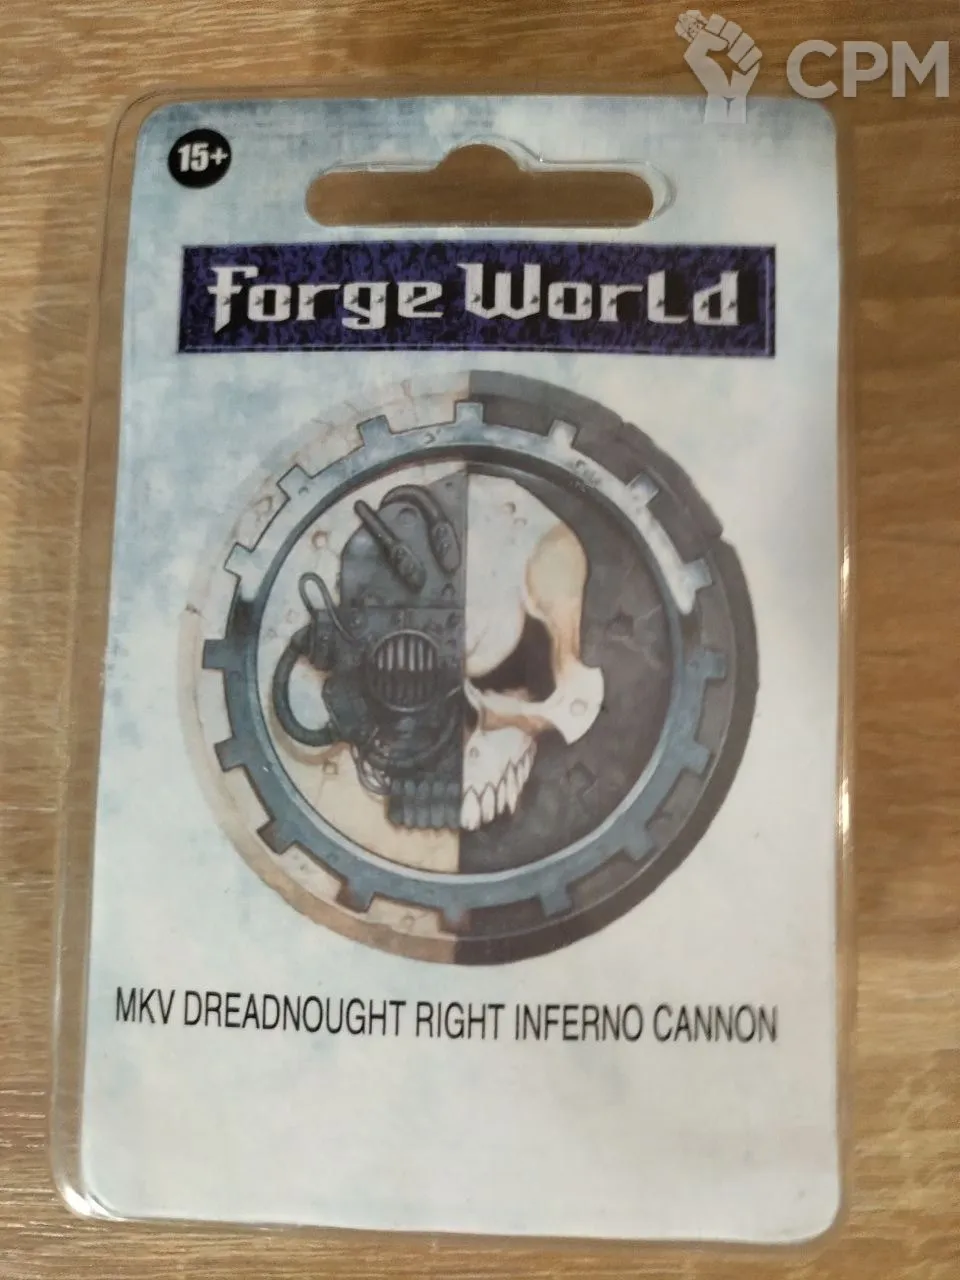 CPM
15+
Forge World
MKV DREADNOUGHT RIGHT INFERNO CANNON